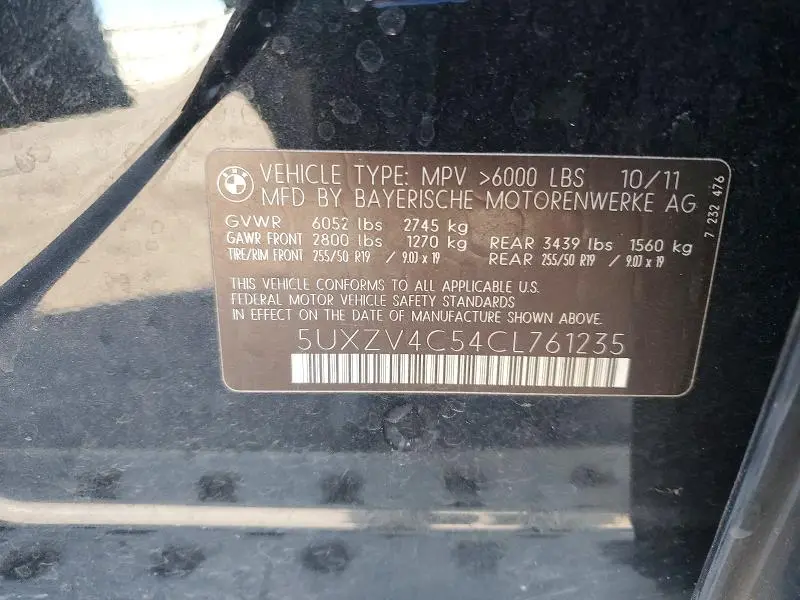 BMW
VEHICLE TYPE: MPV >6000 LBS 10/11
MFD BY BAYERISCHE MOTORENWERKE AG
GVWR 6052 lbs 2745 kg
GAWR FRONT 2800 lbs 1270 kg REAR 3439 lbs 1560 kg
TIRE/RIM FRONT 255/50 R19 / 9.0J x 19 REAR 255/50 R19 / 9.0J x 19
THIS VEHICLE CONFORMS TO ALL APPLICABLE U.S.
FEDERAL MOTOR VEHICLE SAFETY STANDARDS
IN EFFECT ON THE DATE OF MANUFACTURE SHOWN ABOVE.
5UXZV4C54CL761235
7 232 476